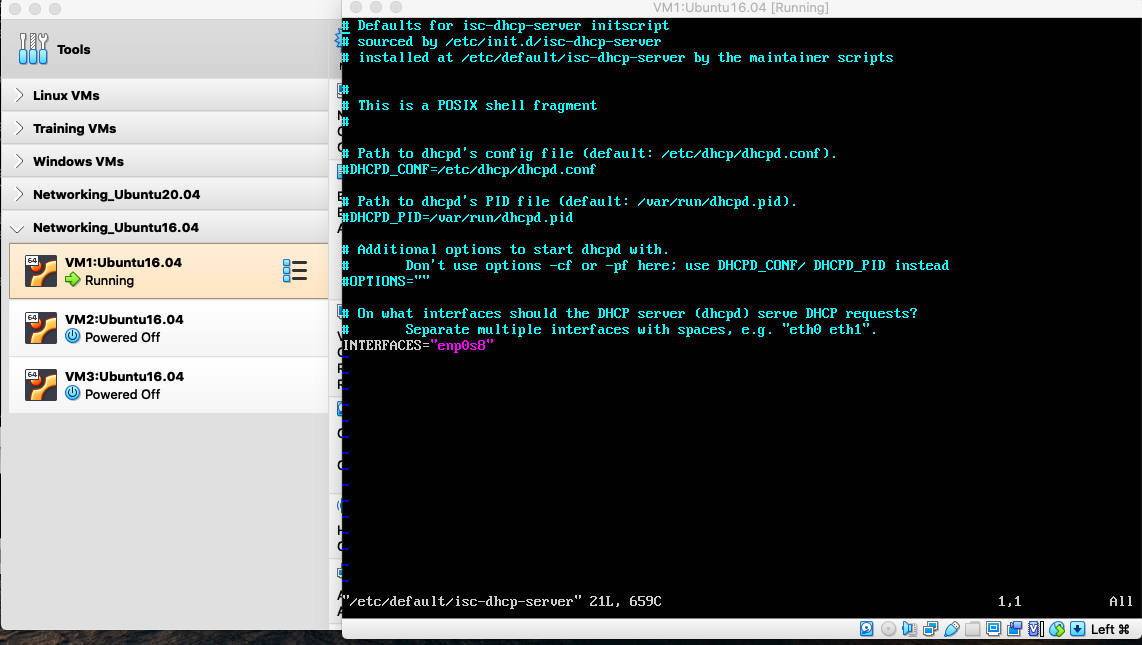 VM1:Ubuntu16.04 [Running]
Tools
Linux VMs
Training VMs
Windows VMs
Networking_Ubuntu20.04
Networking_Ubuntu16.04
64
VM1:Ubuntu16.04
Running
64
VM2:Ubuntu16.04
Powered Off
64
VM3:Ubuntu16.04
Powered Off
# Defaults for isc-dhcp-server initscript
# sourced by /etc/init.d/isc-dhcp-server
# installed at /etc/default/isc-dhcp-server by the maintainer scripts
#
# This is a POSIX shell fragment
#
# Path to dhcpd's config file (default: /etc/dhcp/dhcpd.conf).
#DHCPD_CONF=/etc/dhcp/dhcpd.conf
# Path to dhcpd's PID file (default: /var/run/dhcpd.pid).
#DHCPD_PID=/var/run/dhcpd.pid
# Additional options to start dhcpd with.
#       Don't use options -cf or -pf here; use DHCPD_CONF/ DHCPD_PID instead
#OPTIONS=""
# On what interfaces should the DHCP server (dhcpd) serve DHCP requests?
#       Separate multiple interfaces with spaces, e.g. "eth0 eth1".
INTERFACES="enp0s8"
~
~
~
~
~
~
~
~
~
~
~
~
~
~
"/etc/default/isc-dhcp-server" 21L, 659C 1,1 All
Left ⌘